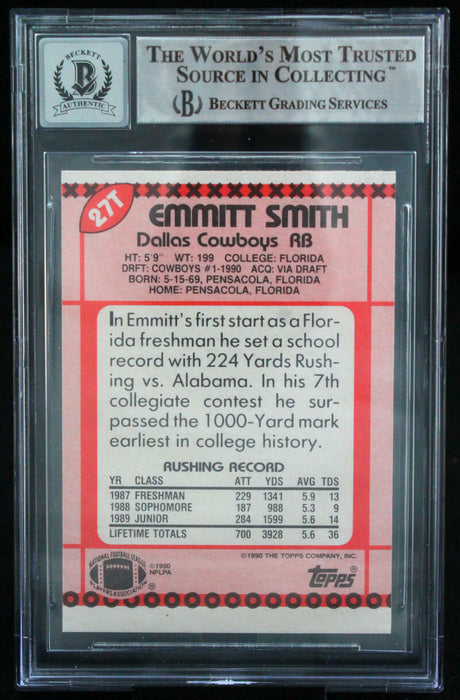 BECKETT
B
AUTHENTIC
THE WORLD'S MOST TRUSTED
SOURCE IN COLLECTING™
B BECKETT GRADING SERVICES
27T
EMMITT SMITH
Dallas Cowboys RB
HT: 5'9" WT: 199 COLLEGE: FLORIDA
DRFT: COWBOYS #1-1990 ACQ: VIA DRAFT
BORN: 5-15-69, PENSACOLA, FLORIDA
HOME: PENSACOLA, FLORIDA
In Emmitt's first start as a Flor-
ida freshman he set a school
record with 224 Yards Rush-
ing vs. Alabama. In his 7th
collegiate contest he sur-
passed the 1000-Yard mark
earliest in college history.
RUSHING RECORD
YR CLASS ATT YDS AVG TDS
1987 FRESHMAN 229 1341 5.9 13
1988 SOPHOMORE 187 988 5.3 9
1989 JUNIOR 284 1599 5.6 14
LIFETIME TOTALS 700 3928 5.6 36
©1990 THE TOPPS COMPANY, INC.
NATIONAL FOOTBALL LEAGUE
PLAYERS ASSOCIATION
©1990
NFLPA
topps